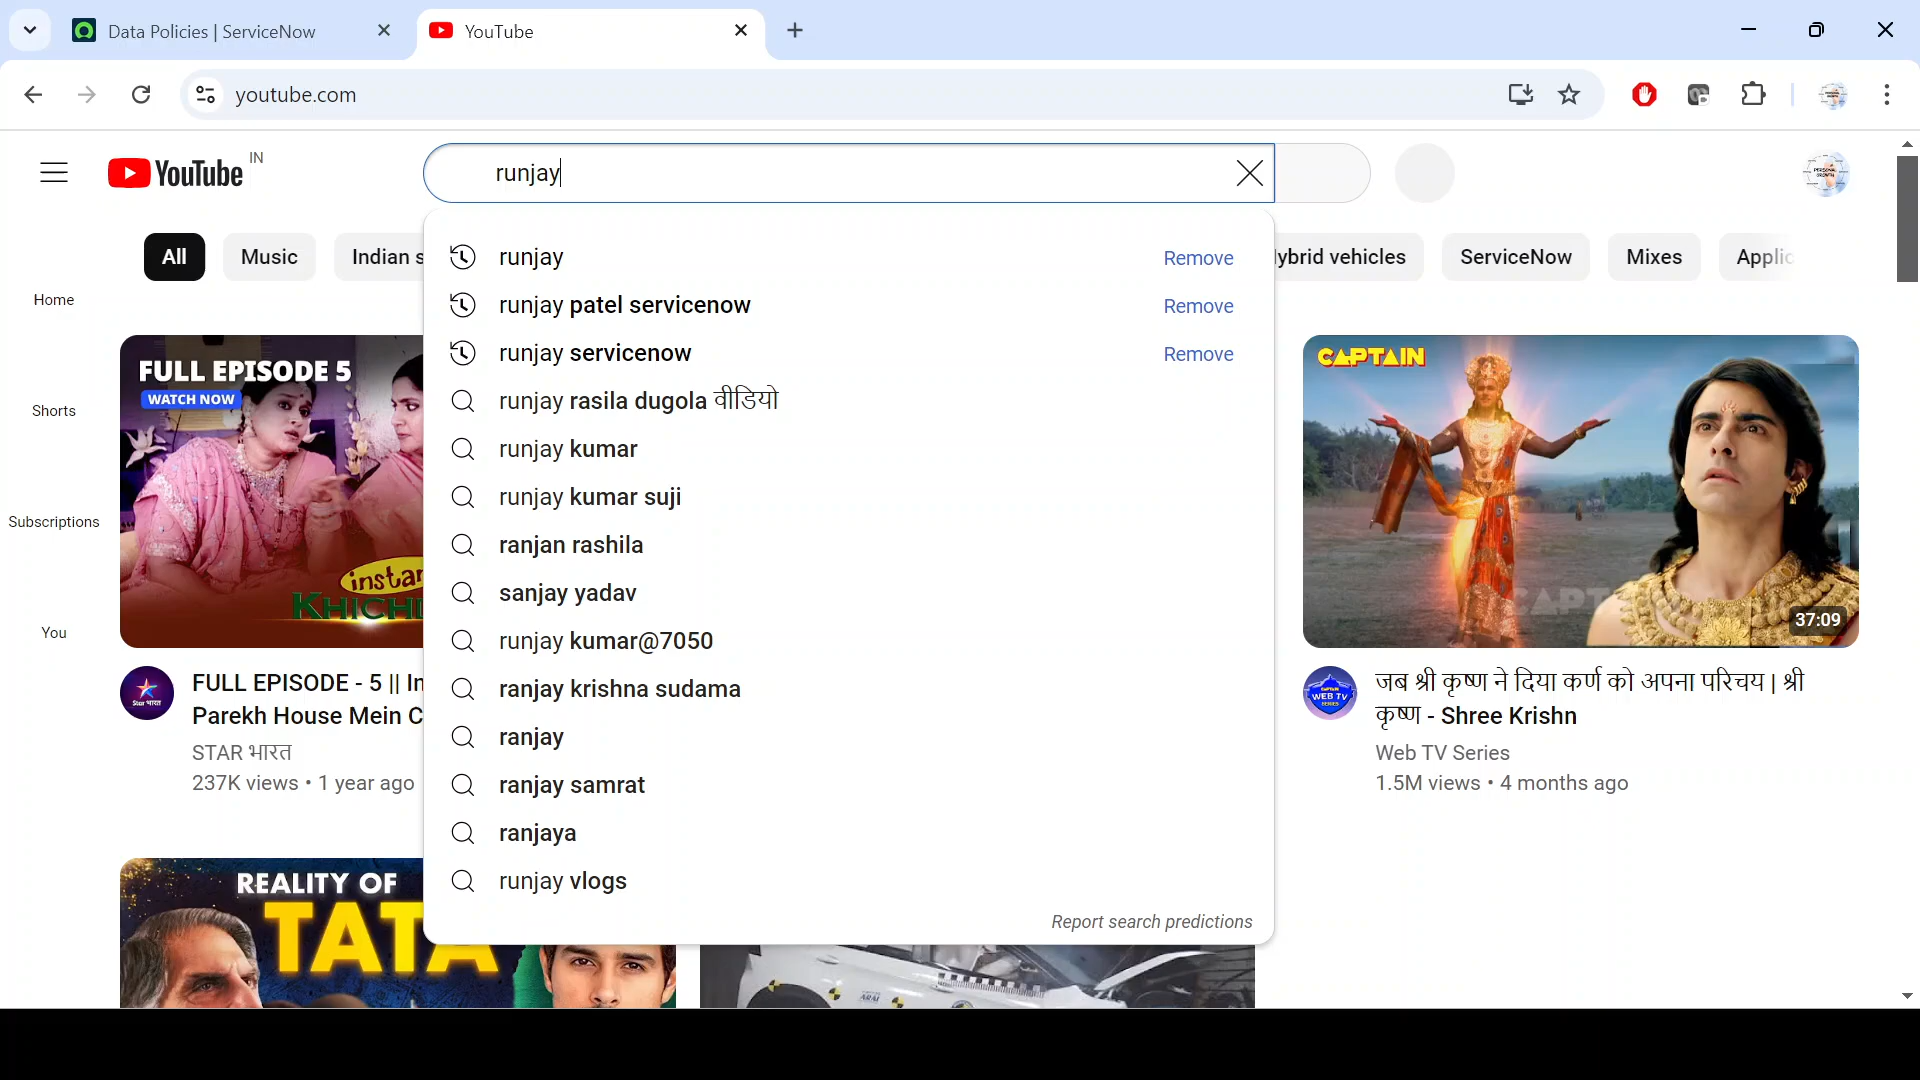 Data Policies | ServiceNow
YouTube
youtube.com
YouTube IN
runjay
All
Music
Indian s
ybrid vehicles
ServiceNow
Mixes
Applic
Home
Shorts
Subscriptions
You
runjay Remove
runjay patel servicenow Remove
runjay servicenow Remove
runjay rasila dugola वीडियो
runjay kumar
runjay kumar suji
ranjan rashila
sanjay yadav
runjay kumar@7050
ranjay krishna sudama
ranjay
ranjay samrat
ranjaya
runjay vlogs
Report search predictions
FULL EPISODE 5
WATCH NOW
instan
KHICH
FULL EPISODE - 5 || In
Parekh House Mein C
STAR भारत
237K views • 1 year ago
CAPTAIN
37:09
जब श्री कृष्ण ने दिया कर्ण को अपना परिचय | श्री
कृष्ण - Shree Krishn
Web TV Series
1.5M views • 4 months ago
REALITY OF
TATA
ARAI